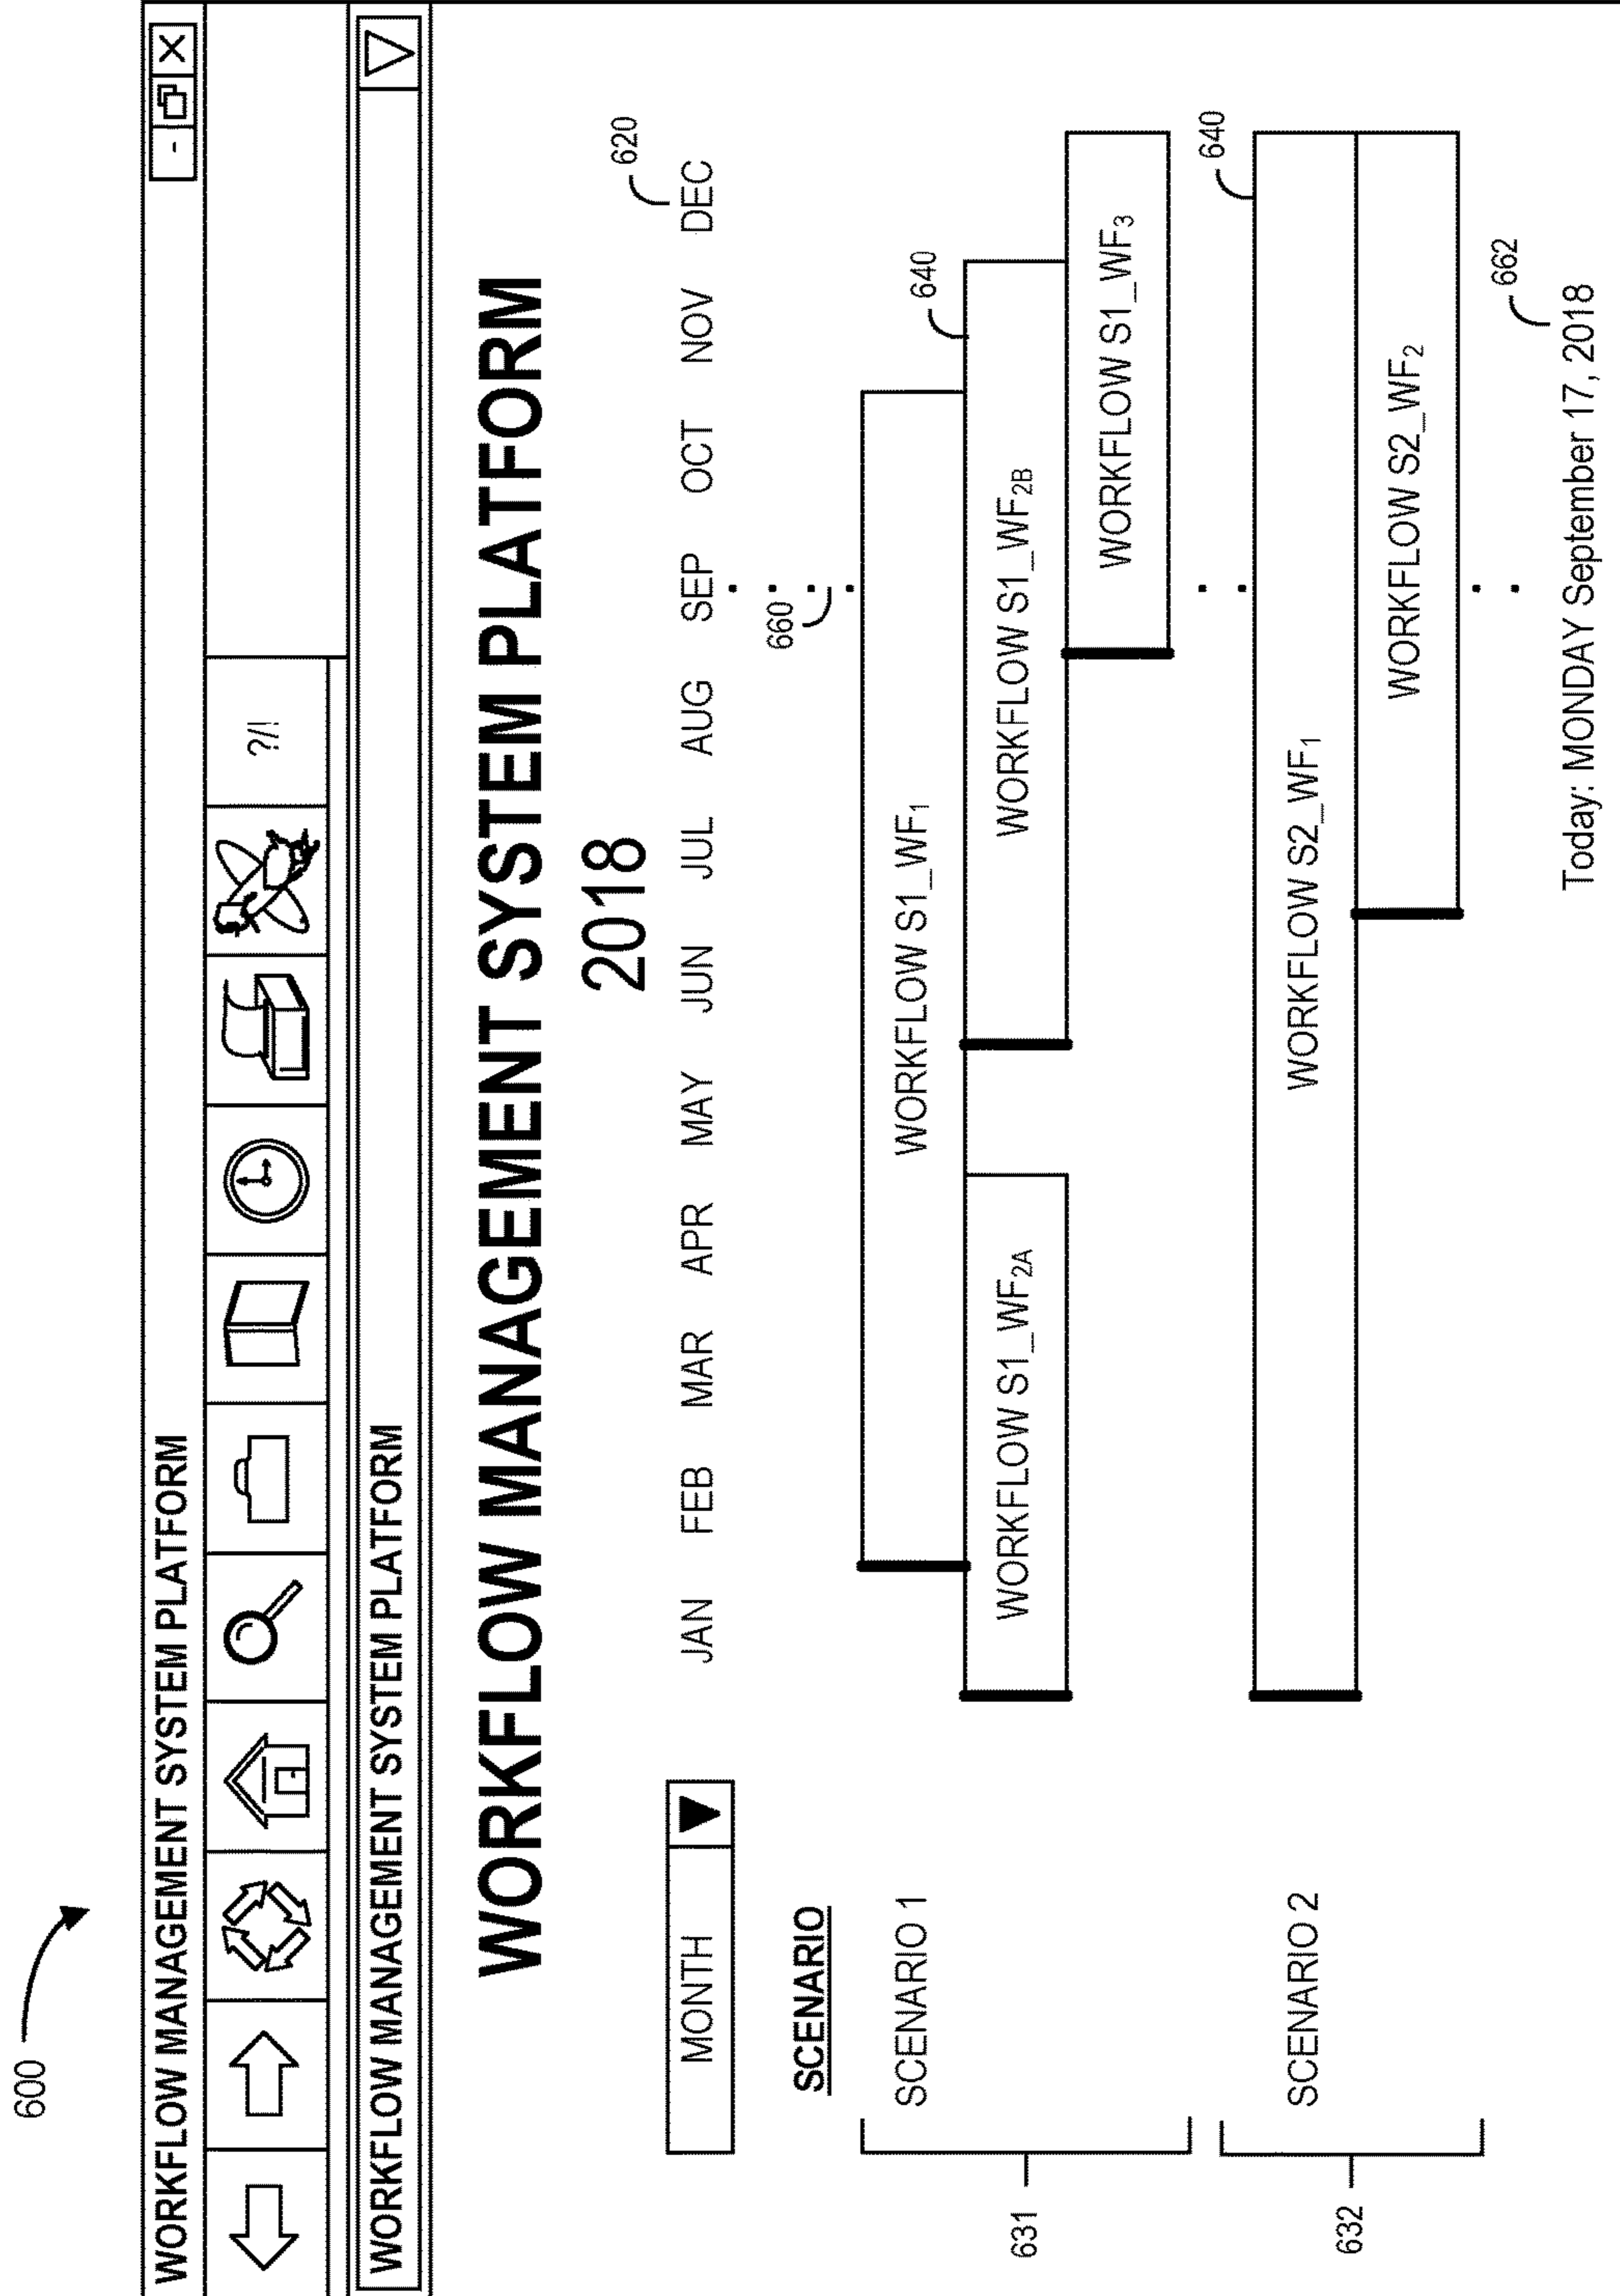 600
WORKFLOW MANAGEMENT SYSTEM PLATFORM
- X
?/!
WORKFLOW MANAGEMENT SYSTEM PLATFORM
WORKFLOW MANAGEMENT SYSTEM PLATFORM
2018
620
MONTH JAN FEB MAR APR MAY JUN JUL AUG SEP OCT NOV DEC
SCENARIO
660
631
SCENARIO 1
WORKFLOW S1_WF₁
640
WORKFLOW S1_WF₂A
WORKFLOW S1_WF₂B
WORKFLOW S1_WF₃
640
632
SCENARIO 2
WORKFLOW S2_WF₁
WORKFLOW S2_WF₂
662
Today: MONDAY September 17, 2018